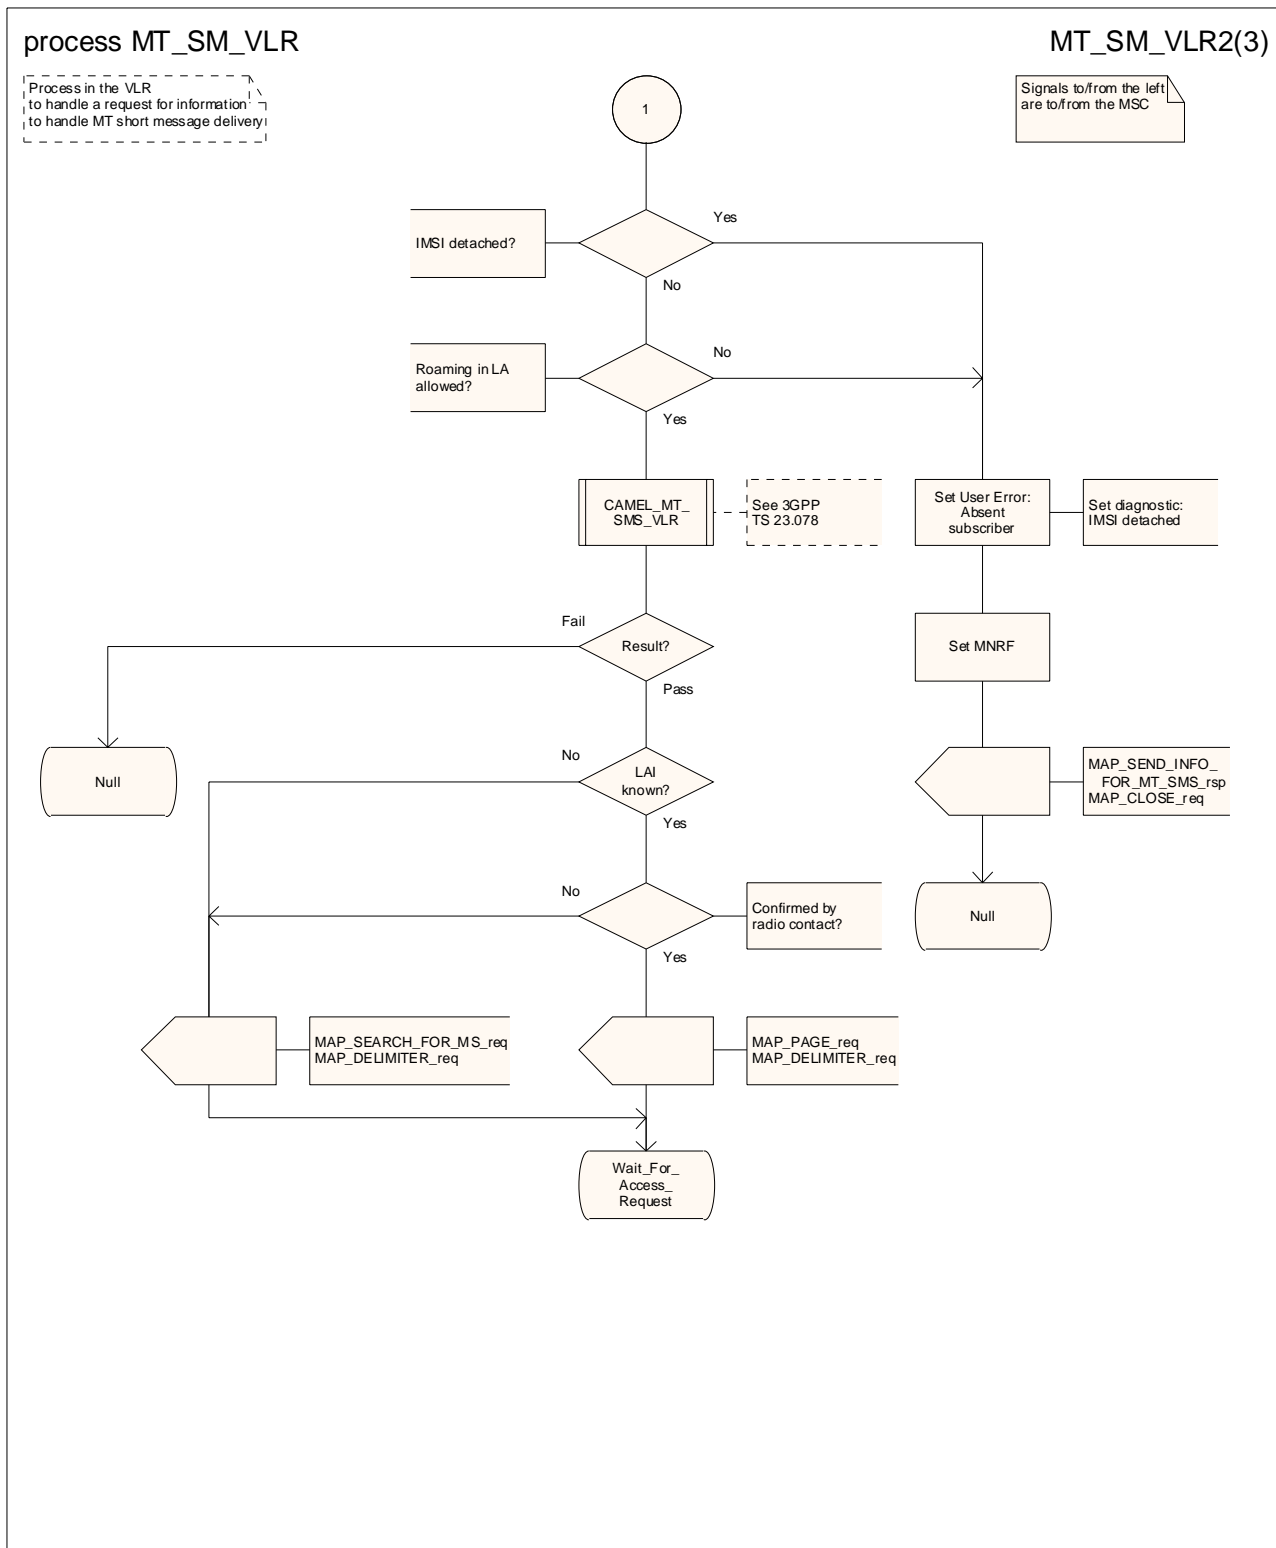 process MT_SM_VLR
MT_SM_VLR2(3)
Process in the VLR
to handle a request for information
to handle MT short message delivery
Signals to/from the left
are to/from the MSC
1
Yes
IMSI detached?
No
No
Roaming in LA
allowed?
Yes
CAMEL_MT_
SMS_VLR
See 3GPP
TS 23.078
Set User Error:
Absent
subscriber
Set diagnostic:
IMSI detached
Fail
Result?
Set MNRF
Pass
No
LAI
known?
Null
MAP_SEND_INFO_
FOR_MT_SMS_rsp
MAP_CLOSE_req
Yes
No
Confirmed by
radio contact?
Null
Yes
MAP_SEARCH_FOR_MS_req
MAP_DELIMITER_req
MAP_PAGE_req
MAP_DELIMITER_req
Wait_For_
Access_
Request